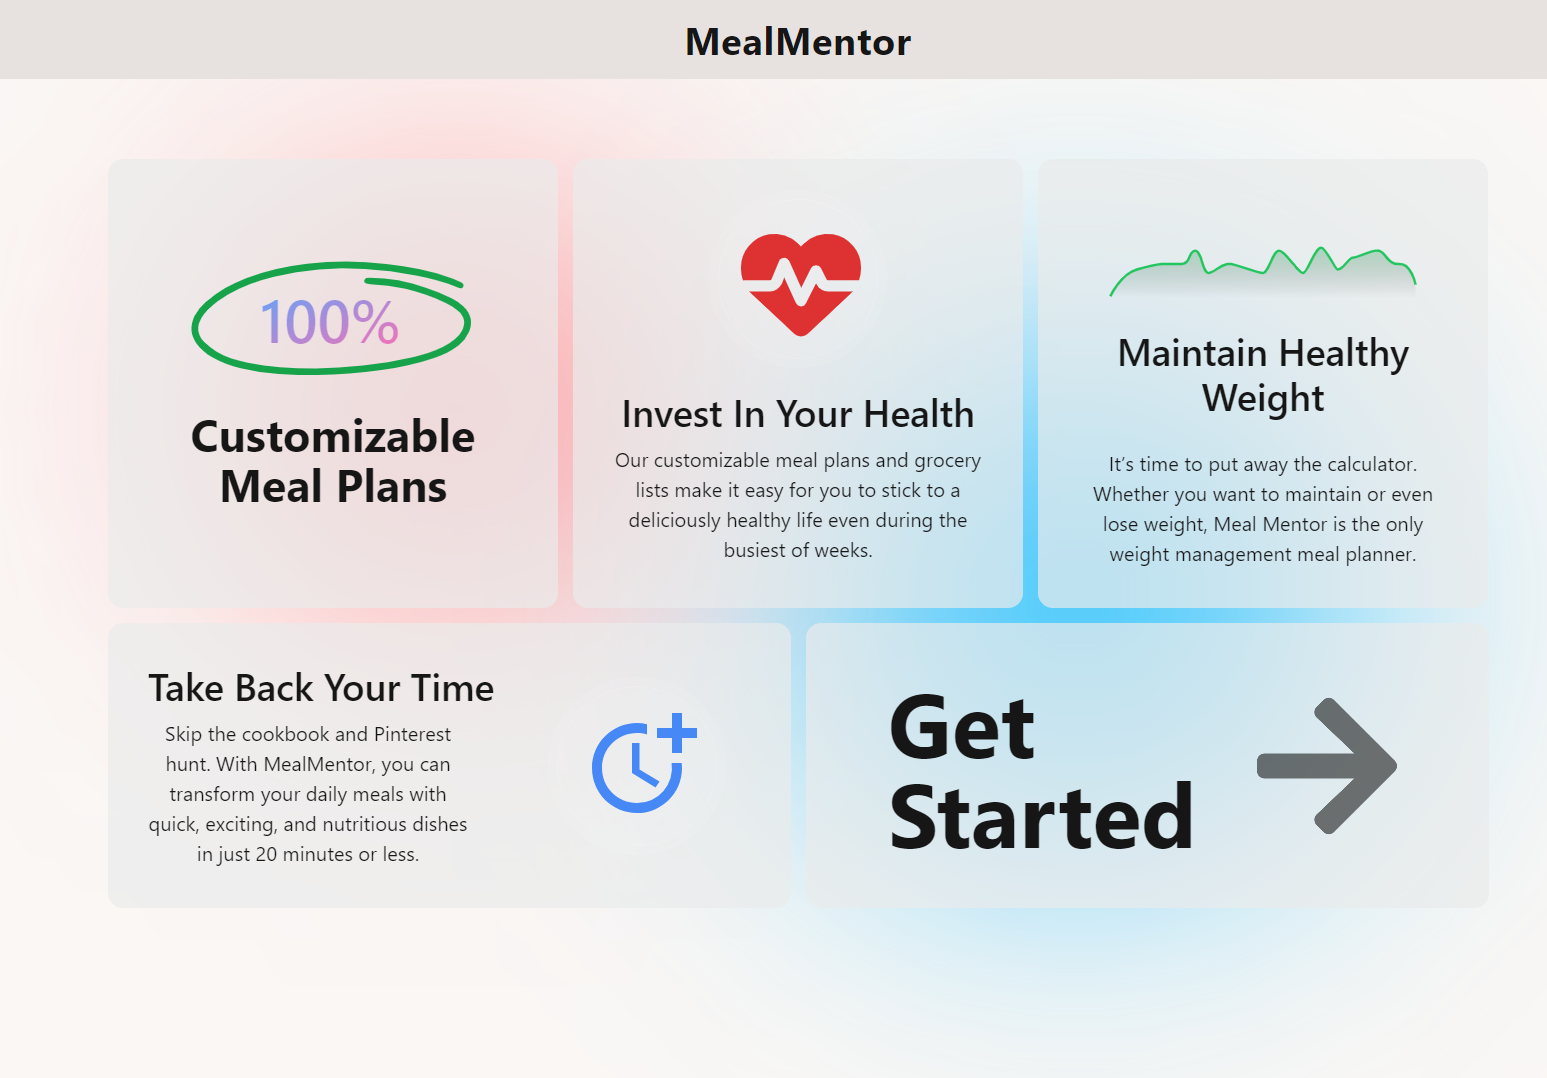 MealMentor
100%
Customizable
Meal Plans
Invest In Your Health
Our customizable meal plans and grocery
lists make it easy for you to stick to a
deliciously healthy life even during the
busiest of weeks.
Maintain Healthy
Weight
It’s time to put away the calculator.
Whether you want to maintain or even
lose weight, Meal Mentor is the only
weight management meal planner.
Take Back Your Time
Skip the cookbook and Pinterest
hunt. With MealMentor, you can
transform your daily meals with
quick, exciting, and nutritious dishes
in just 20 minutes or less.
Get
Started